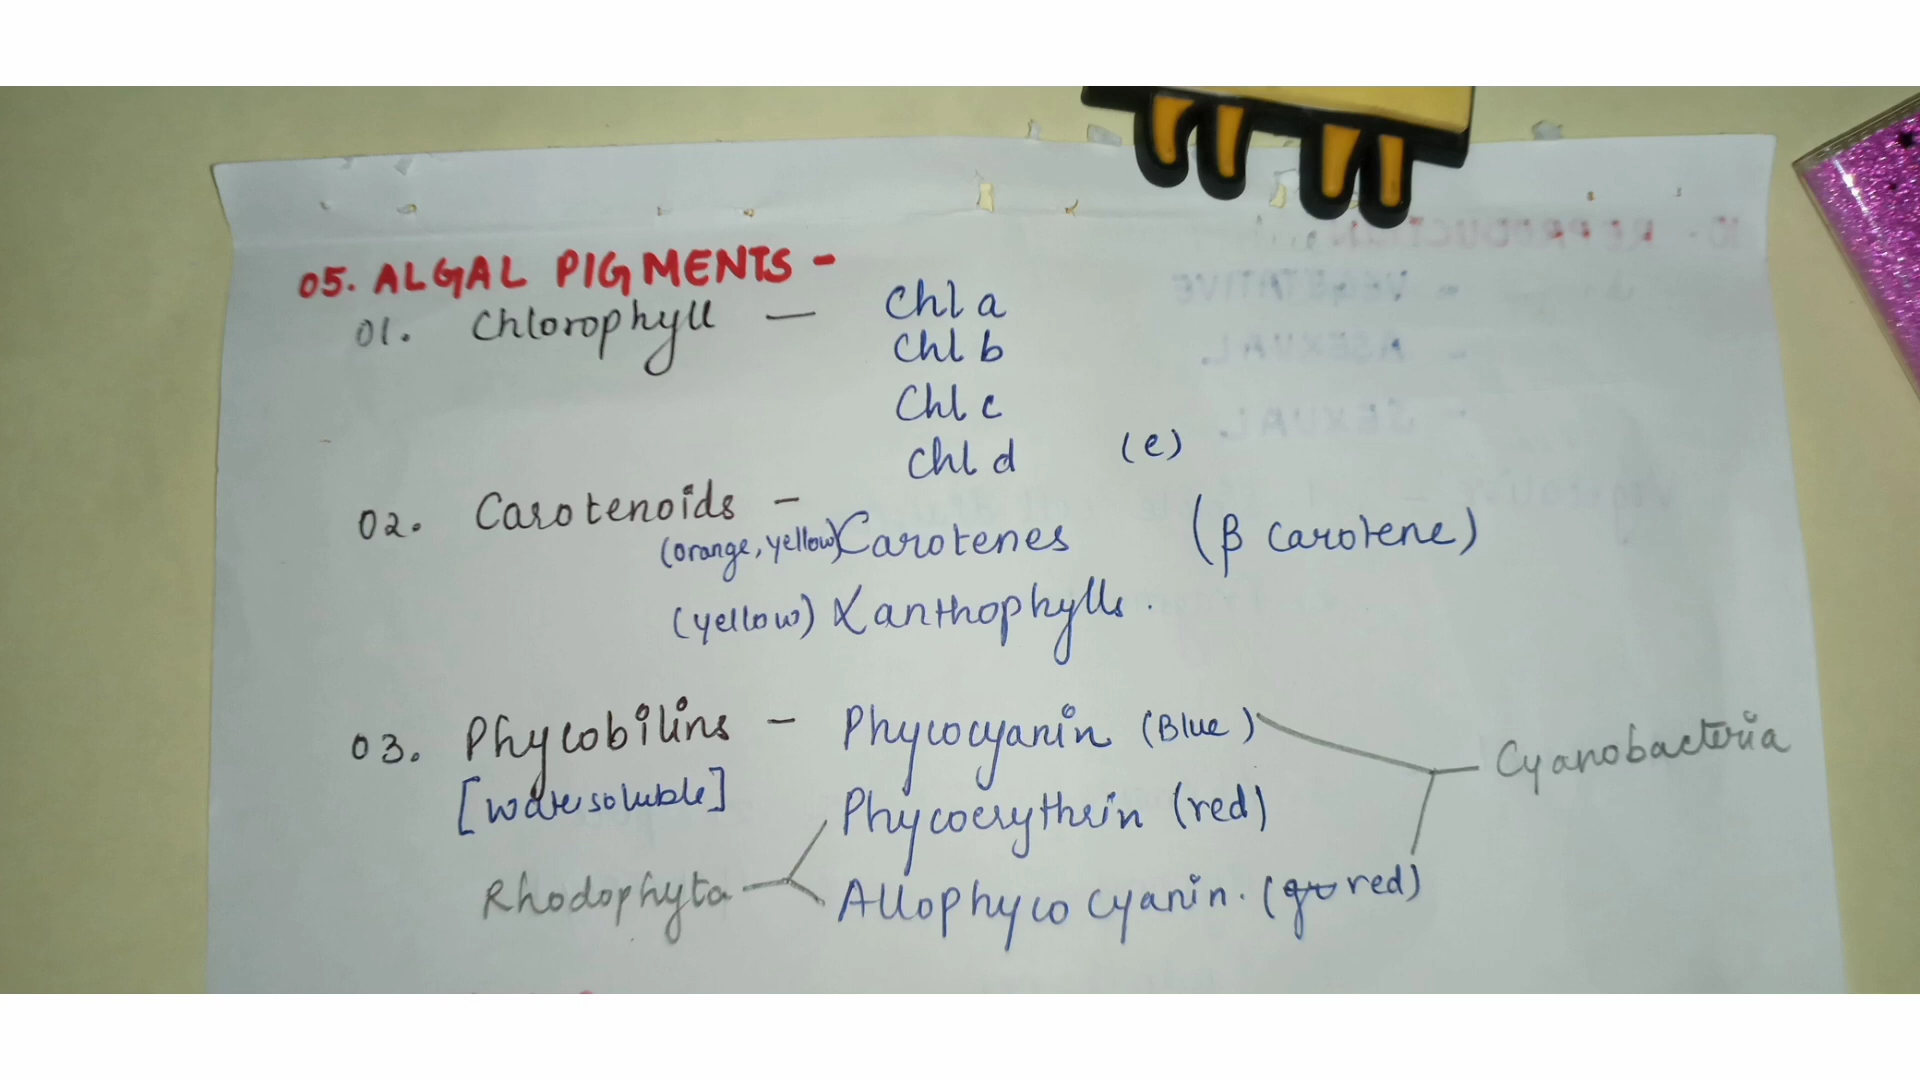 05. ALGAL PIGMENTS -
01. Chlorophyll — Chl a
Chl b
Chl c
Chl d (e)
02. Carotenoids -
(orange, yellow) Carotenes (β carotene)
(yellow) Xanthophylls.
03. Phycobilins - Phycocyanin (Blue) Cyanobacteria
[water soluble] Phycoerythrin (red)
Rhodophyta Allophycocyanin. (red)